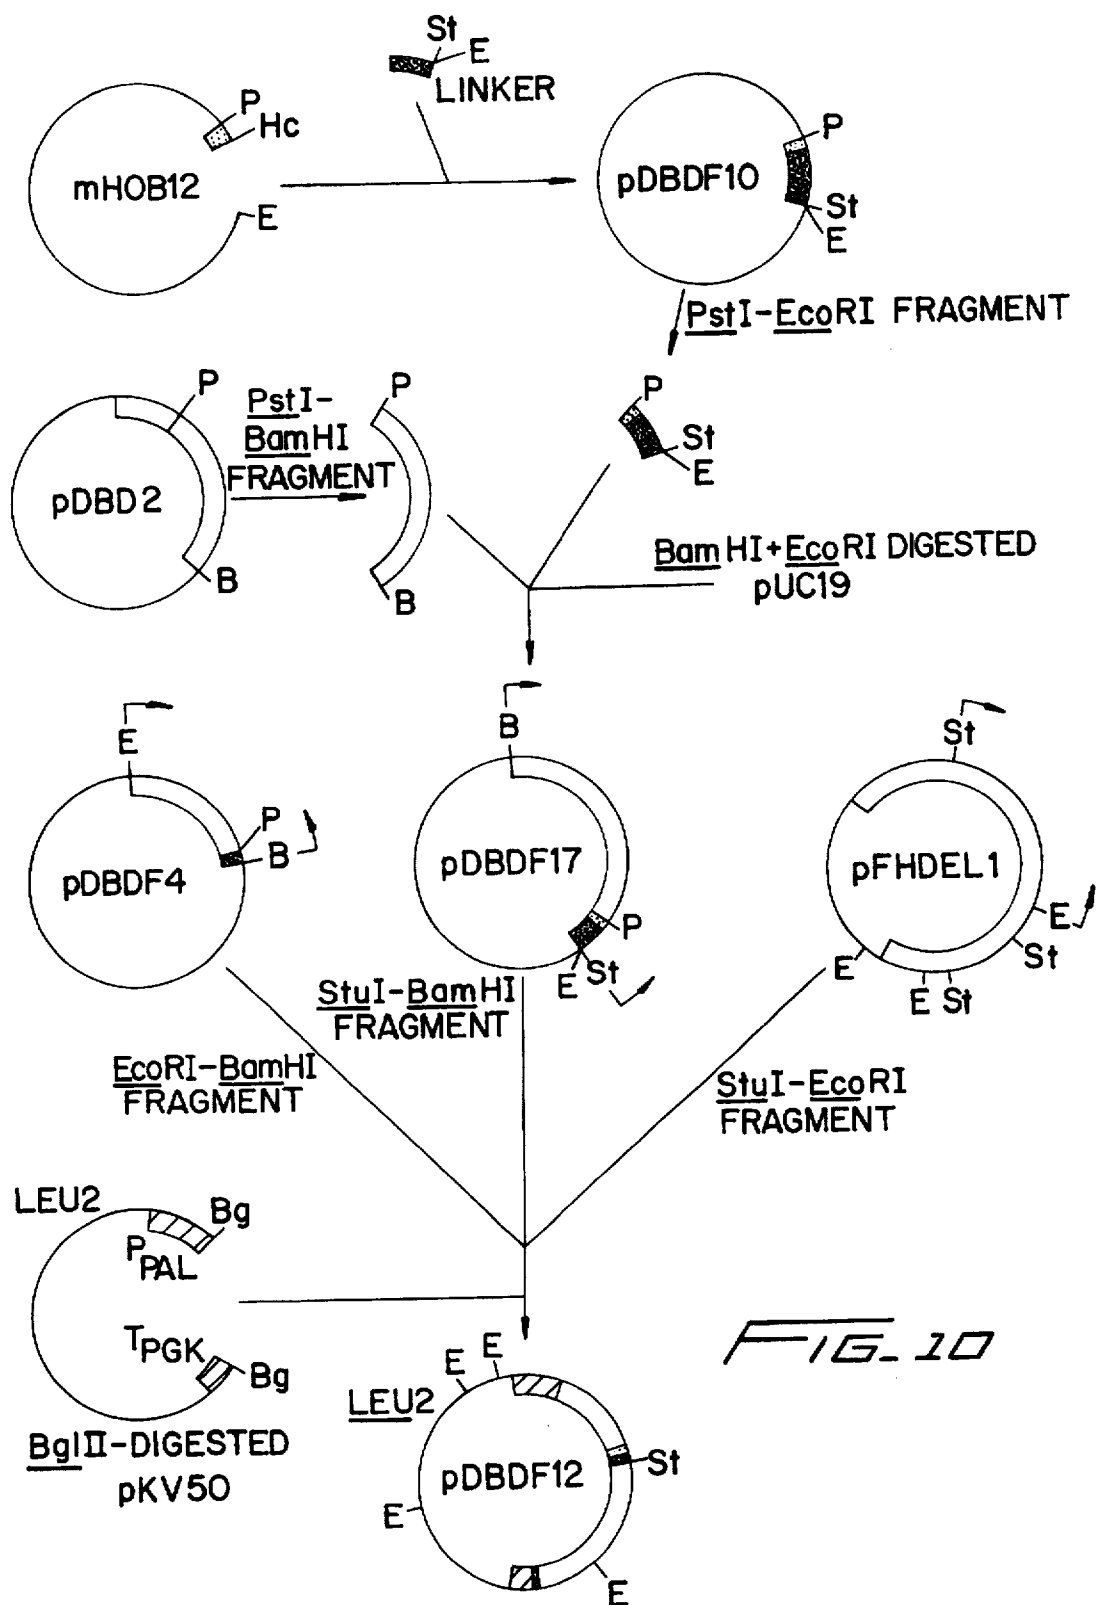 St
E
LINKER
P
Hc
mHOB12
E
P
pDBDF10
St
E
PstI-EcoRI FRAGMENT
P
St
E
P
pDBD2
B
PstI-
BamHI
FRAGMENT
P
B
BamHI+EcoRI DIGESTED
pUC19
E
P
B
pDBDF4
B
pDBDF17
P
E
St
St
pFHDEL1
E
St
E
E
St
EcoRI-BamHI
FRAGMENT
StuI-BamHI
FRAGMENT
StuI-EcoRI
FRAGMENT
LEU2
Bg
PPAL
TPGK
Bg
BglII-DIGESTED
pKV50
E
E
LEU2
St
pDBDF12
E
E
FIG_10